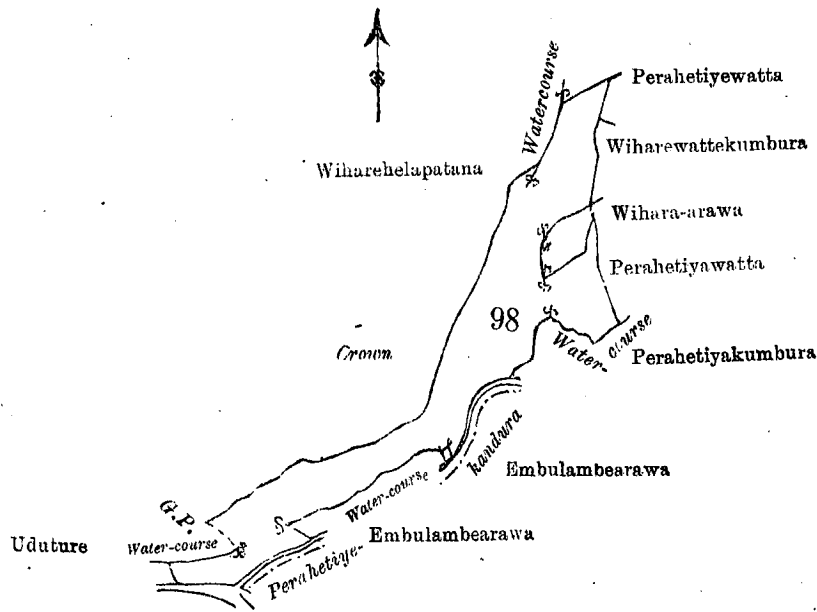 Watercourse
Perahetiyewatta
Wiharewattekumbura
Wiharehelapatana
Wihara-arawa
Perahetiyawatta
98
Crown
Water-course
Perahetiyakumbura
kandura
Embulambearawa
Water-course
G.P.
Embulambearawa
Uduture
Water-course
Perahetiye-